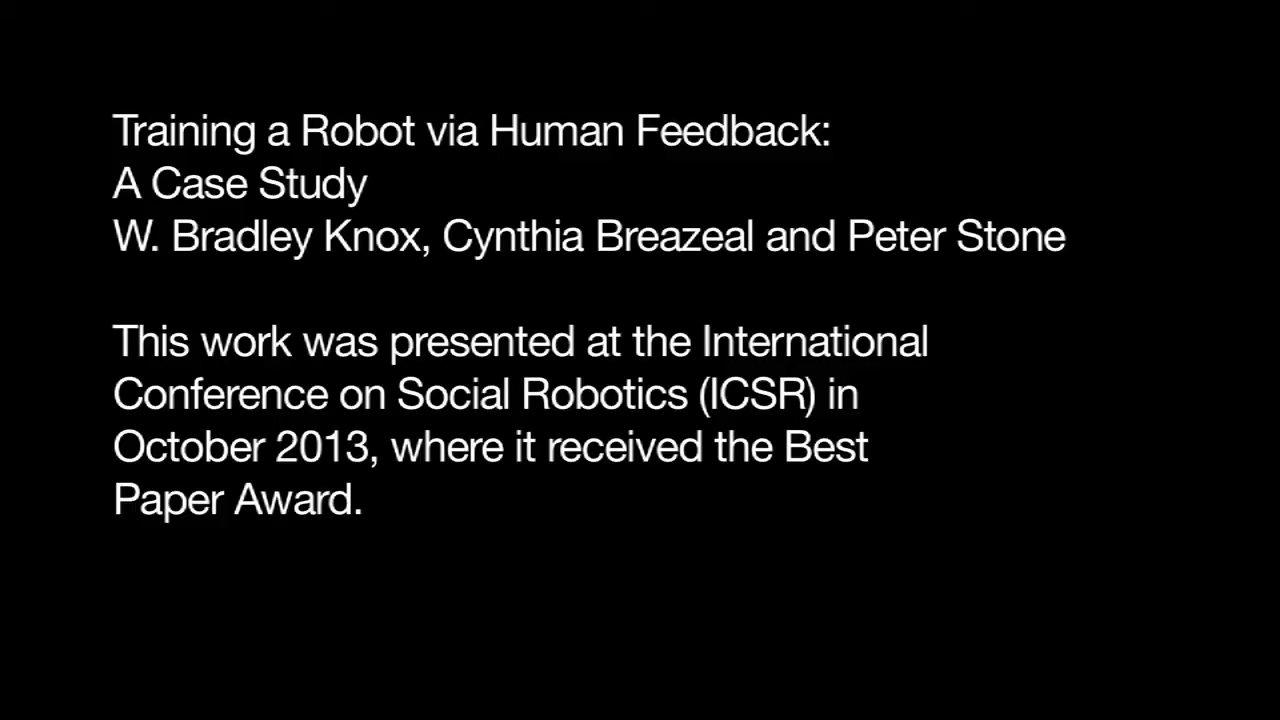 Training a Robot via Human Feedback:
A Case Study
W. Bradley Knox, Cynthia Breazeal and Peter Stone
This work was presented at the International
Conference on Social Robotics (ICSR) in
October 2013, where it received the Best
Paper Award.